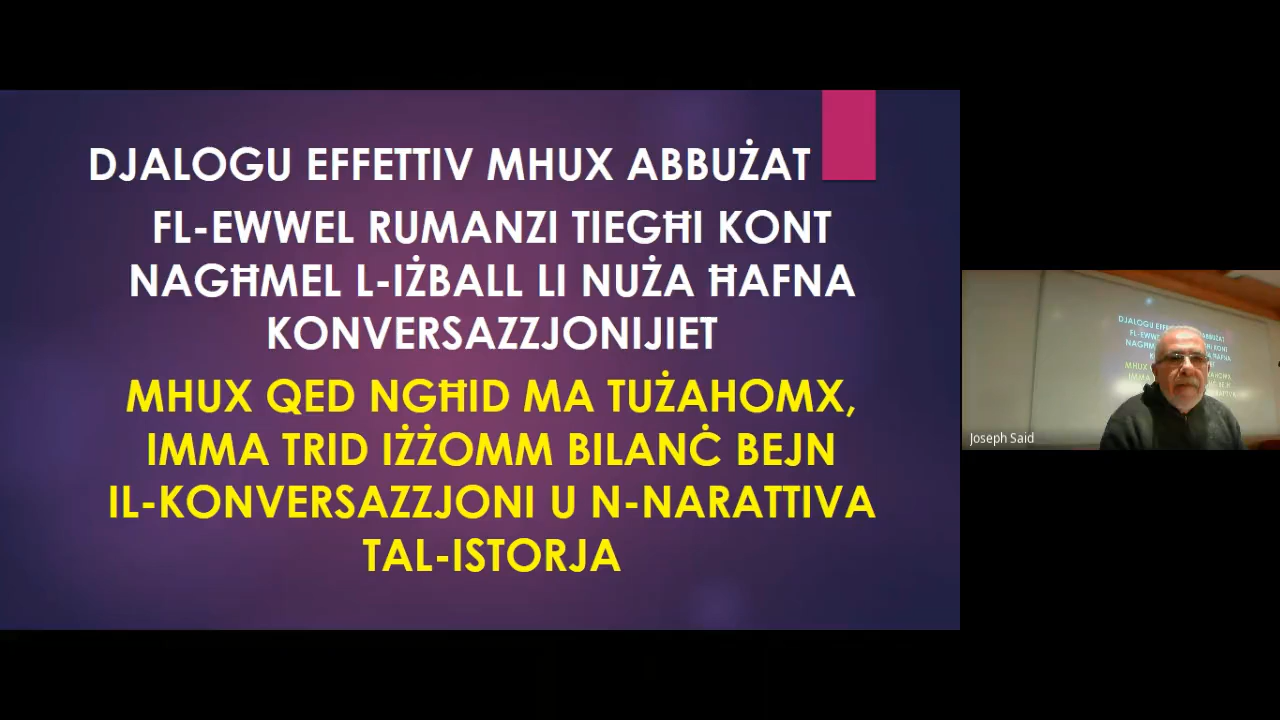 DJALOGU EFFETTIV MHUX ABBUŻAT
FL-EWWEL RUMANZI TIEGĦI KONT
NAGĦMEL L-IŻBALL LI NUŻA ĦAFNA
KONVERSAZZJONIJIET
MHUX QED NGĦID MA TUŻAHOMX,
IMMA TRID IŻŻOMM BILANĊ BEJN
IL-KONVERSAZZJONI U N-NARATTIVA
TAL-ISTORJA
Joseph Said